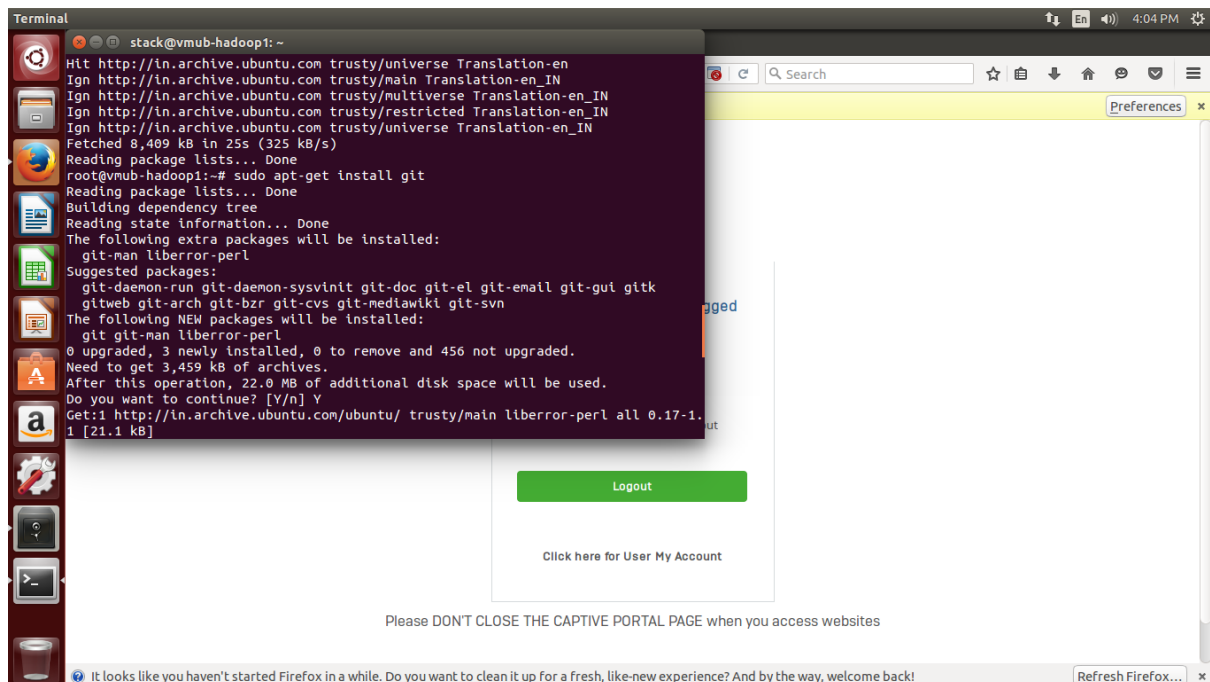 Terminal
En
4:04 PM
stack@vmub-hadoop1: ~
Hit http://in.archive.ubuntu.com trusty/universe Translation-en
Ign http://in.archive.ubuntu.com trusty/main Translation-en_IN
Ign http://in.archive.ubuntu.com trusty/multiverse Translation-en_IN
Ign http://in.archive.ubuntu.com trusty/restricted Translation-en_IN
Ign http://in.archive.ubuntu.com trusty/universe Translation-en_IN
Fetched 8,409 kB in 25s (325 kB/s)
Reading package lists... Done
root@vmub-hadoop1:~# sudo apt-get install git
Reading package lists... Done
Building dependency tree
Reading state information... Done
The following extra packages will be installed:
git-man liberror-perl
Suggested packages:
git-daemon-run git-daemon-sysvinit git-doc git-el git-email git-gui gitk
gitweb git-arch git-bzr git-cvs git-mediawiki git-svn
The following NEW packages will be installed:
git git-man liberror-perl
0 upgraded, 3 newly installed, 0 to remove and 456 not upgraded.
Need to get 3,459 kB of archives.
After this operation, 22.0 MB of additional disk space will be used.
Do you want to continue? [Y/n] Y
Get:1 http://in.archive.ubuntu.com/ubuntu/ trusty/main liberror-perl all 0.17-1.
1 [21.1 kB]
Search
Preferences
gged
out
Logout
Click here for User My Account
Please DON'T CLOSE THE CAPTIVE PORTAL PAGE when you access websites
It looks like you haven't started Firefox in a while. Do you want to clean it up for a fresh, like-new experience? And by the way, welcome back!
Refresh Firefox...